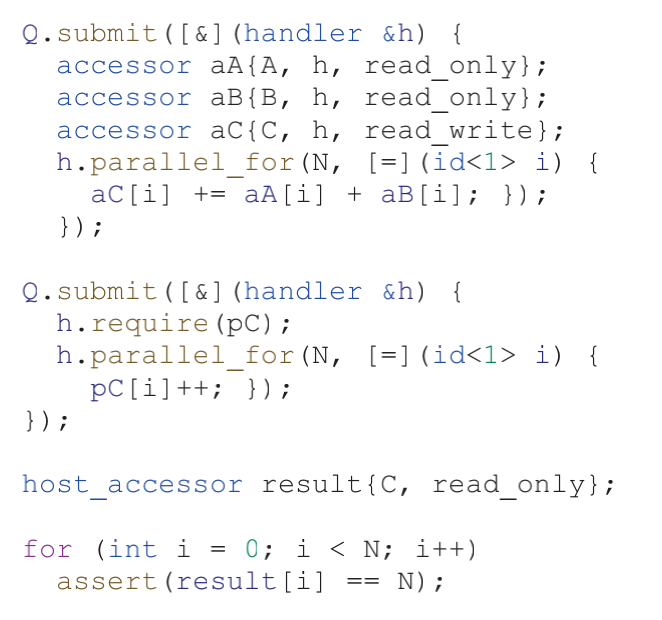 Q.submit([&](handler &h) {
  accessor aA{A, h, read_only};
  accessor aB{B, h, read_only};
  accessor aC{C, h, read_write};
  h.parallel_for(N, [=](id<1> i) {
    aC[i] += aA[i] + aB[i]; });
  });

Q.submit([&](handler &h) {
  h.require(pC);
  h.parallel_for(N, [=](id<1> i) {
    pC[i]++; });
});

host_accessor result{C, read_only};

for (int i = 0; i < N; i++)
  assert(result[i] == N);